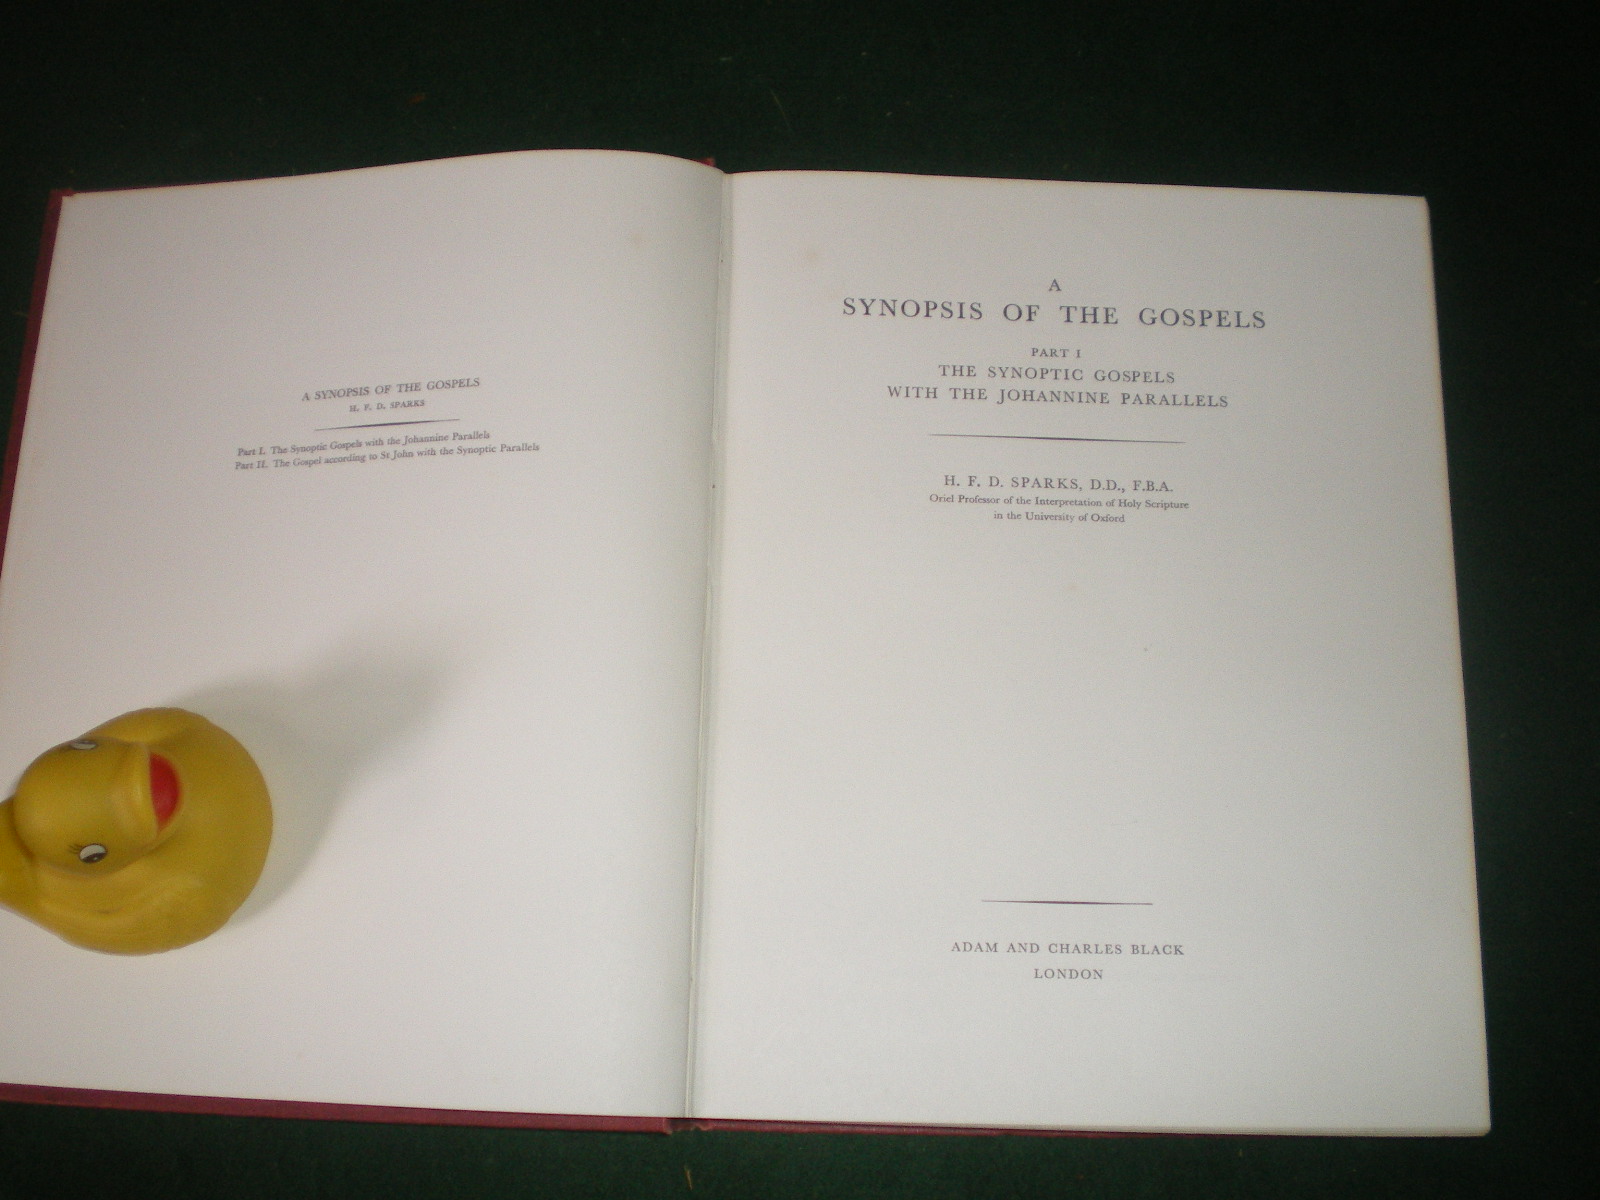 A SYNOPSIS OF THE GOSPELS
H. F. D. SPARKS
Part I. The Synoptic Gospels with the Johannine Parallels
Part II. The Gospel according to St John with the Synoptic Parallels
A
SYNOPSIS OF THE GOSPELS
PART I
THE SYNOPTIC GOSPELS
WITH THE JOHANNINE PARALLELS
H. F. D. SPARKS, D.D., F.B.A.
Oriel Professor of the Interpretation of Holy Scripture
in the University of Oxford
ADAM AND CHARLES BLACK
LONDON